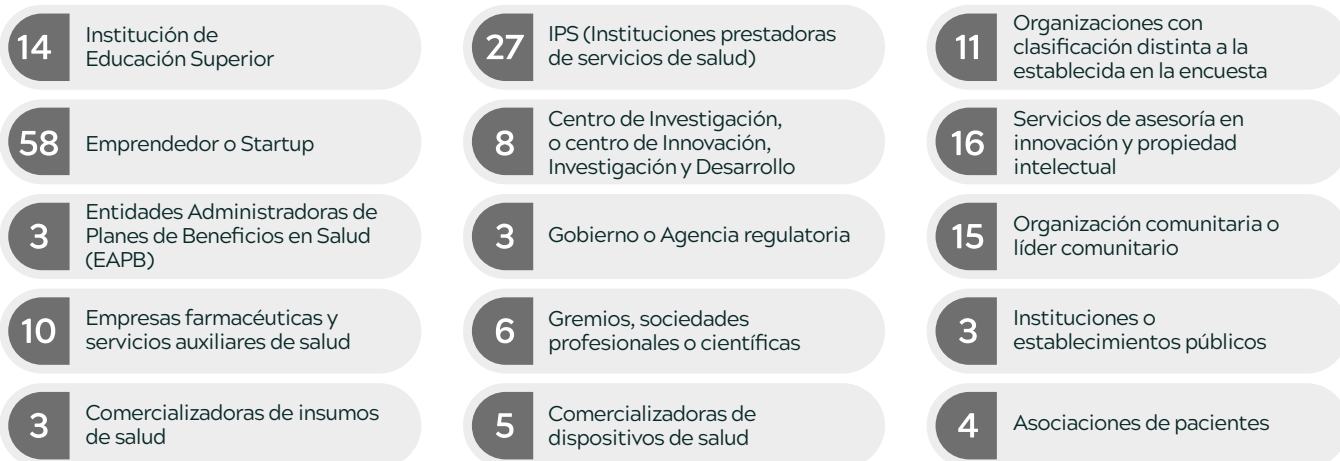 14
Institución de
Educación Superior
58
Emprendedor o Startup
3
Entidades Administradoras de
Planes de Beneficios en Salud
(EAPB)
10
Empresas farmacéuticas y
servicios auxiliares de salud
3
Comercializadoras de insumos
de salud
27
IPS (Instituciones prestadoras
de servicios de salud)
8
Centro de Investigación,
o centro de Innovación,
Investigación y Desarrollo
3
Gobierno o Agencia regulatoria
6
Gremios, sociedades
profesionales o científicas
5
Comercializadoras de
dispositivos de salud
11
Organizaciones con
clasificación distinta a la
establecida en la encuesta
16
Servicios de asesoría en
innovación y propiedad
intelectual
15
Organización comunitaria o
líder comunitario
3
Instituciones o
establecimientos públicos
4
Asociaciones de pacientes